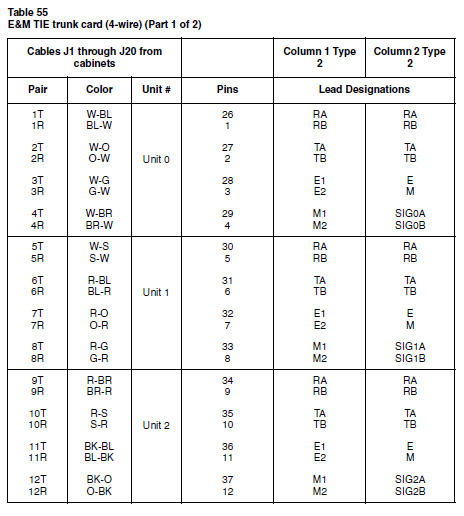 Table 55
E&M TIE trunk card (4-wire) (Part 1 of 2)
Cables J1 through J20 from cabinets Column 1 Type 2 Column 2 Type 2
Pair Color Unit # Pins Lead Designations
1T W-BL 26 RA RA
1R BL-W 1 RB RB
2T W-O 27 TA TA
2R O-W Unit 0 2 TB TB
3T W-G 28 E1 E
3R G-W 3 E2 M
4T W-BR 29 M1 SIG0A
4R BR-W 4 M2 SIG0B
5T W-S 30 RA RA
5R S-W 5 RB RB
6T R-BL 31 TA TA
6R BL-R Unit 1 6 TB TB
7T R-O 32 E1 E
7R O-R 7 E2 M
8T R-G 33 M1 SIG1A
8R G-R 8 M2 SIG1B
9T R-BR 34 RA RA
9R BR-R 9 RB RB
10T R-S 35 TA TA
10R S-R Unit 2 10 TB TB
11T BK-BL 36 E1 E
11R BL-BK 11 E2 M
12T BK-O 37 M1 SIG2A
12R O-BK 12 M2 SIG2B